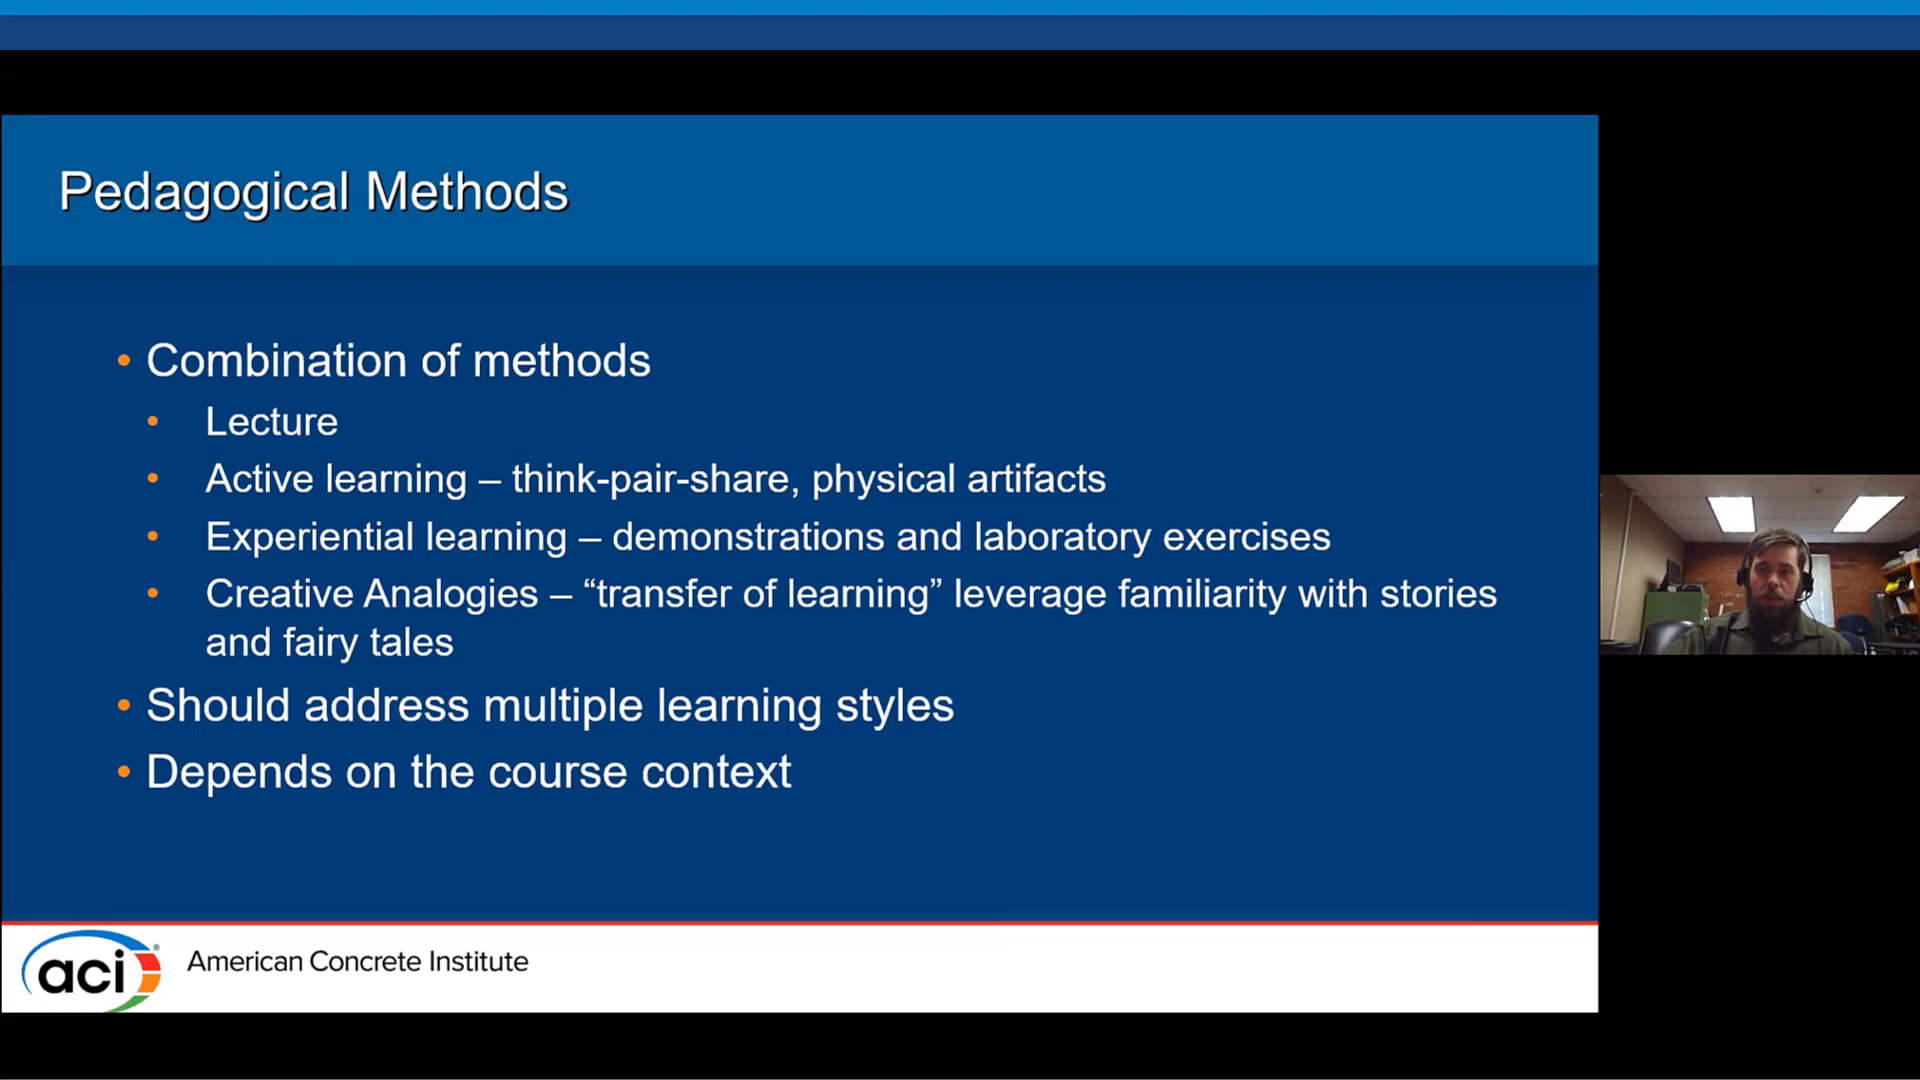 Pedagogical Methods
• Combination of methods
• Lecture
• Active learning – think-pair-share, physical artifacts
• Experiential learning – demonstrations and laboratory exercises
• Creative Analogies – “transfer of learning” leverage familiarity with stories
and fairy tales
• Should address multiple learning styles
• Depends on the course context
aci® American Concrete Institute